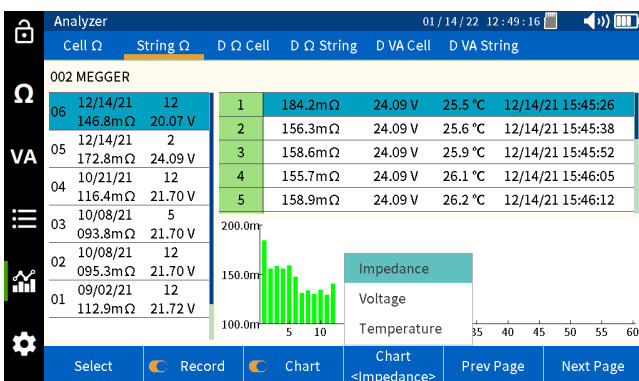 Analyzer 01/14/22 12:49:16
Cell Ω String Ω D Ω Cell D Ω String D VA Cell D VA String
002 MEGGER
Ω
VA
06 12/14/21 12
146.8mΩ 20.07 V
05 12/14/21 2
172.8mΩ 24.09 V
04 10/21/21 12
116.4mΩ 21.70 V
03 10/08/21 5
093.8mΩ 21.70 V
02 10/08/21 12
095.3mΩ 21.70 V
01 09/02/21 12
112.9mΩ 21.72 V
1 184.2mΩ 24.09 V 25.5 ℃ 12/14/21 15:45:26
2 156.3mΩ 24.09 V 25.6 ℃ 12/14/21 15:45:38
3 158.6mΩ 24.09 V 25.9 ℃ 12/14/21 15:45:52
4 155.7mΩ 24.09 V 26.1 ℃ 12/14/21 15:46:05
5 158.9mΩ 24.09 V 26.2 ℃ 12/14/21 15:46:12
200.0m
150.0m
100.0m
5 10 35 40 45 50 55 60
Impedance
Voltage
Temperature
Select Record Chart Chart Prev Page Next Page
<Impedance>